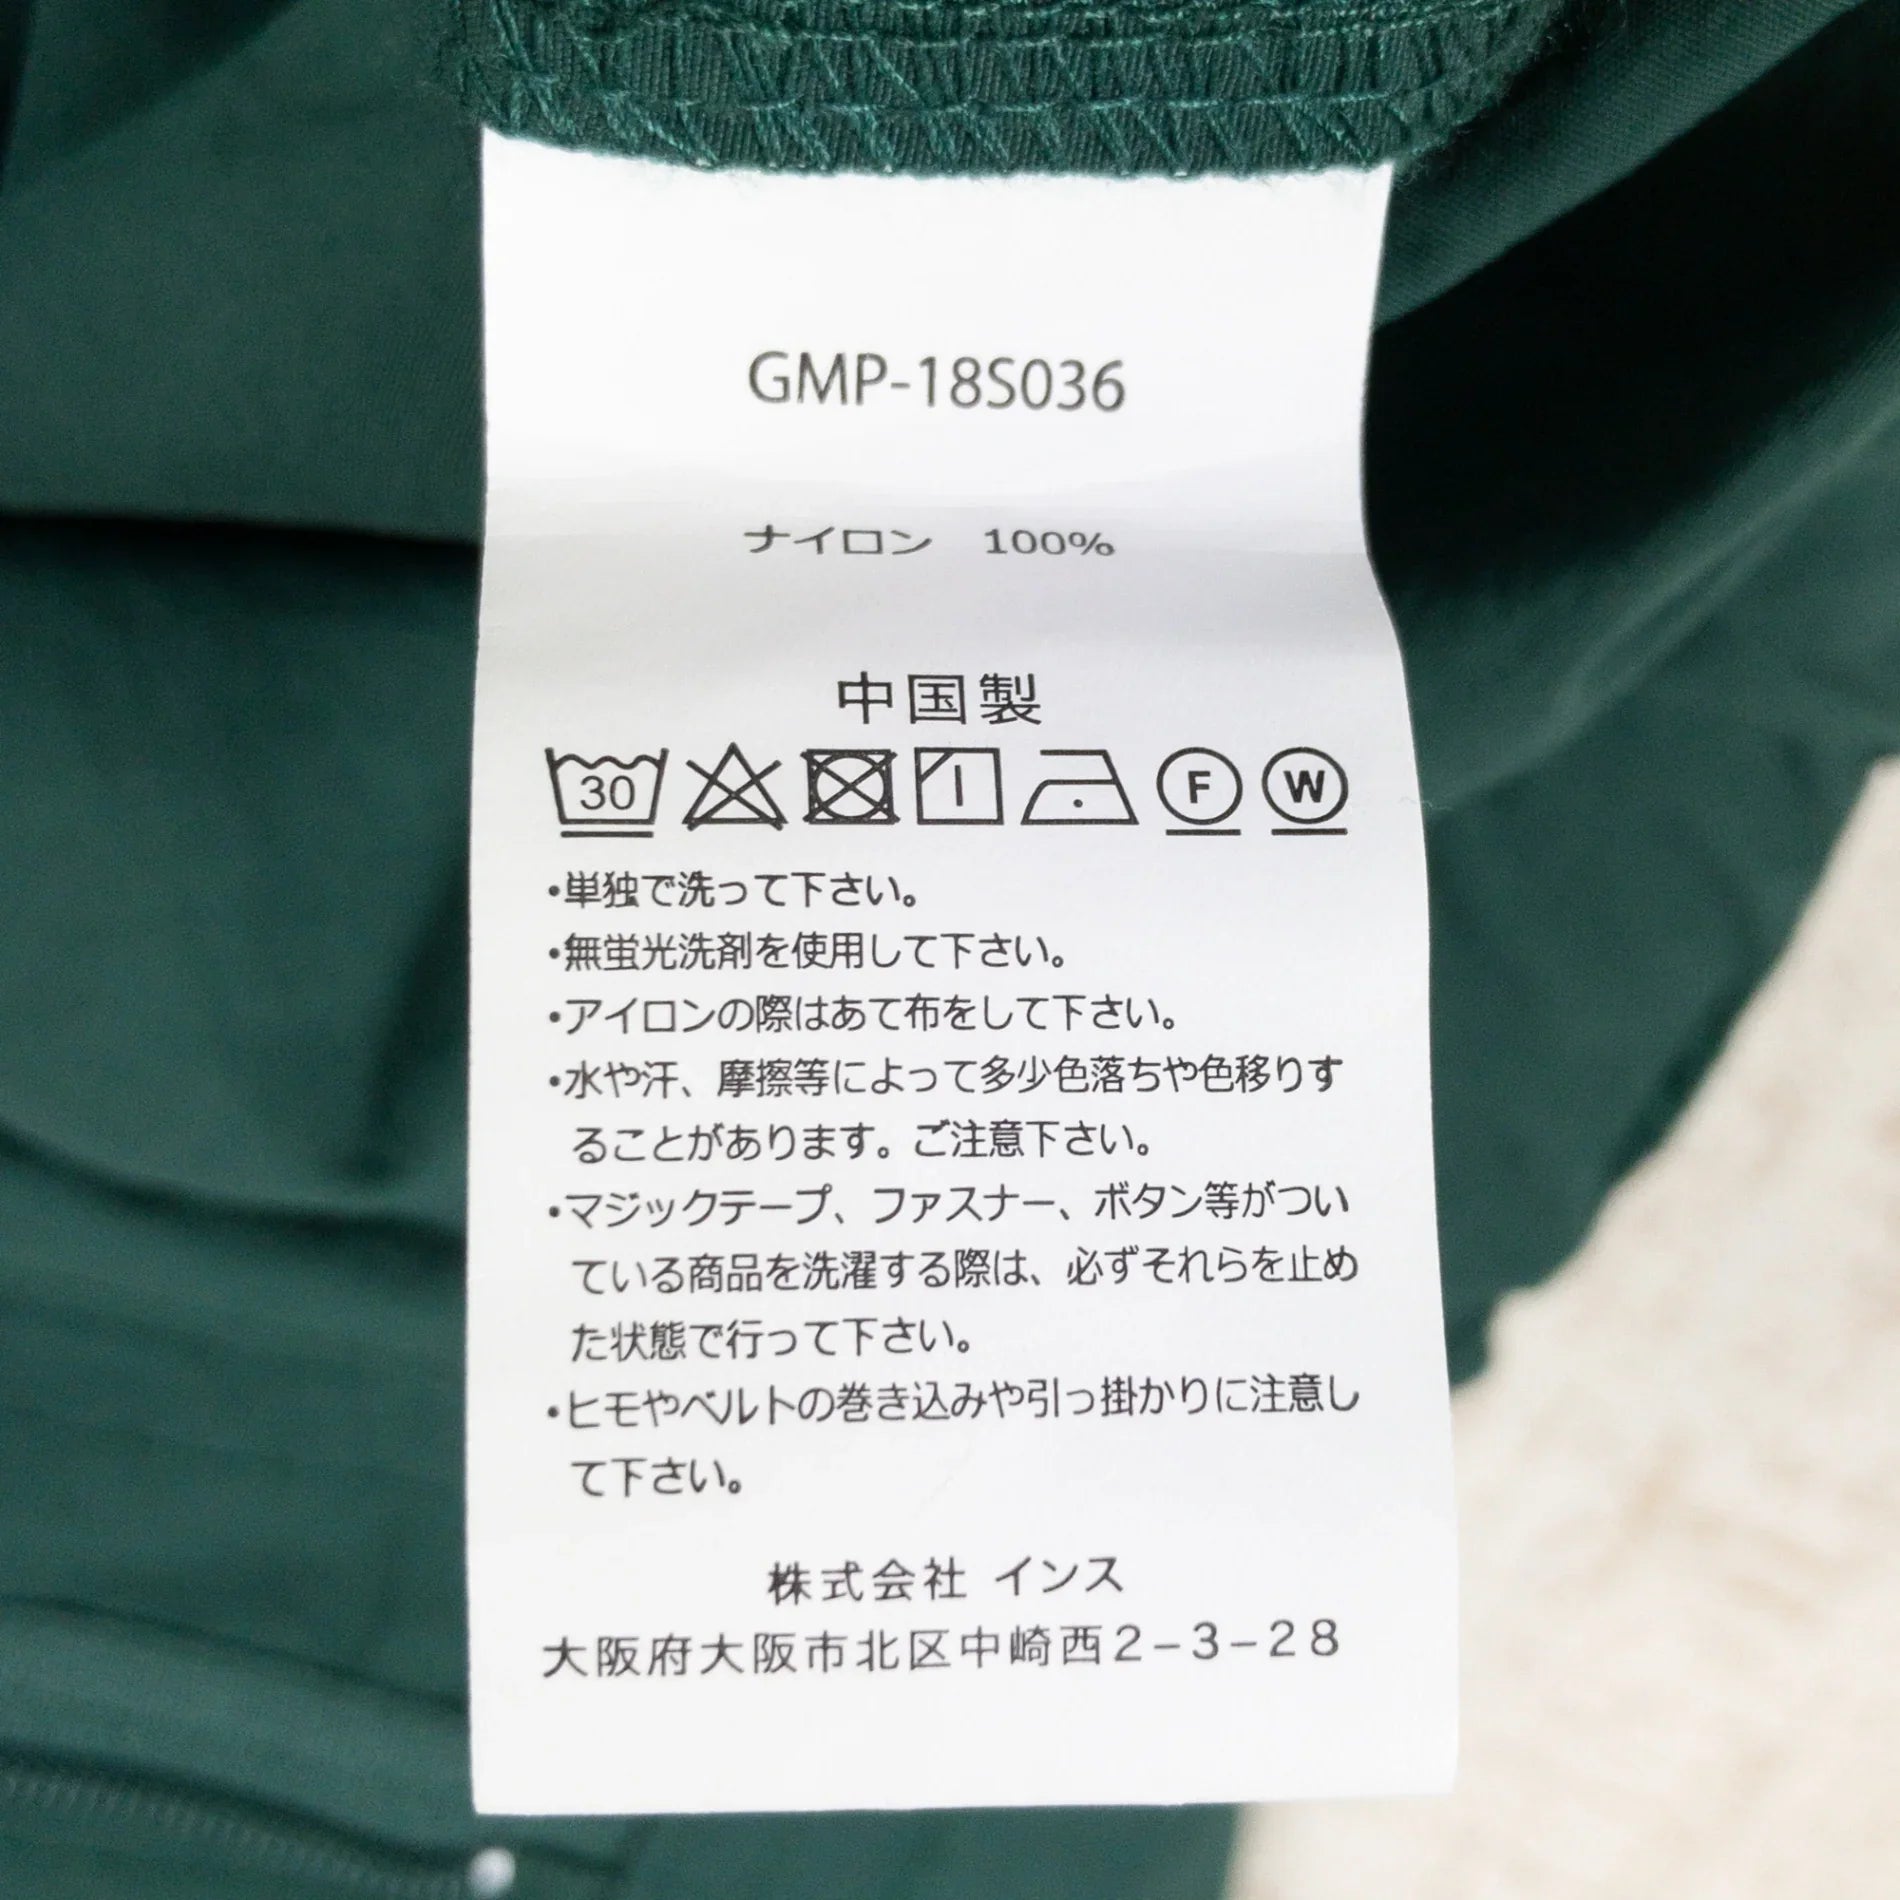 GMP-18S036
ナイロン 100%
中国製
30 F W
・単独で洗って下さい。
・無蛍光洗剤を使用して下さい。
・アイロンの際はあて布をして下さい。
・水や汗、摩擦等によって多少色落ちや色移りす
ることがあります。ご注意下さい。
・マジックテープ、ファスナー、ボタン等がつい
ている商品を洗濯する際は、必ずそれらを止め
た状態で行って下さい。
・ヒモやベルトの巻き込みや引っ掛かりに注意し
て下さい。
株式会社 インス
大阪府大阪市北区中崎西2−3−28